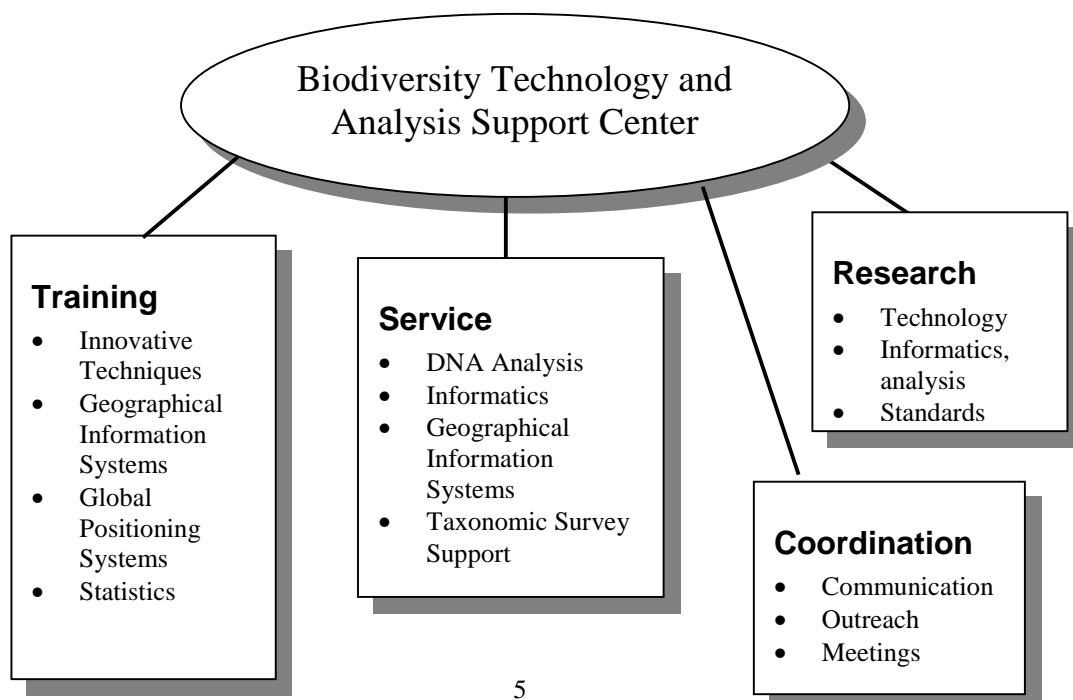 Biodiversity Technology and
Analysis Support Center
Training
• Innovative
Techniques
• Geographical
Information
Systems
• Global
Positioning
Systems
• Statistics
Service
• DNA Analysis
• Informatics
• Geographical
Information
Systems
• Taxonomic Survey
Support
Research
• Technology
• Informatics,
analysis
• Standards
Coordination
• Communication
• Outreach
• Meetings
5